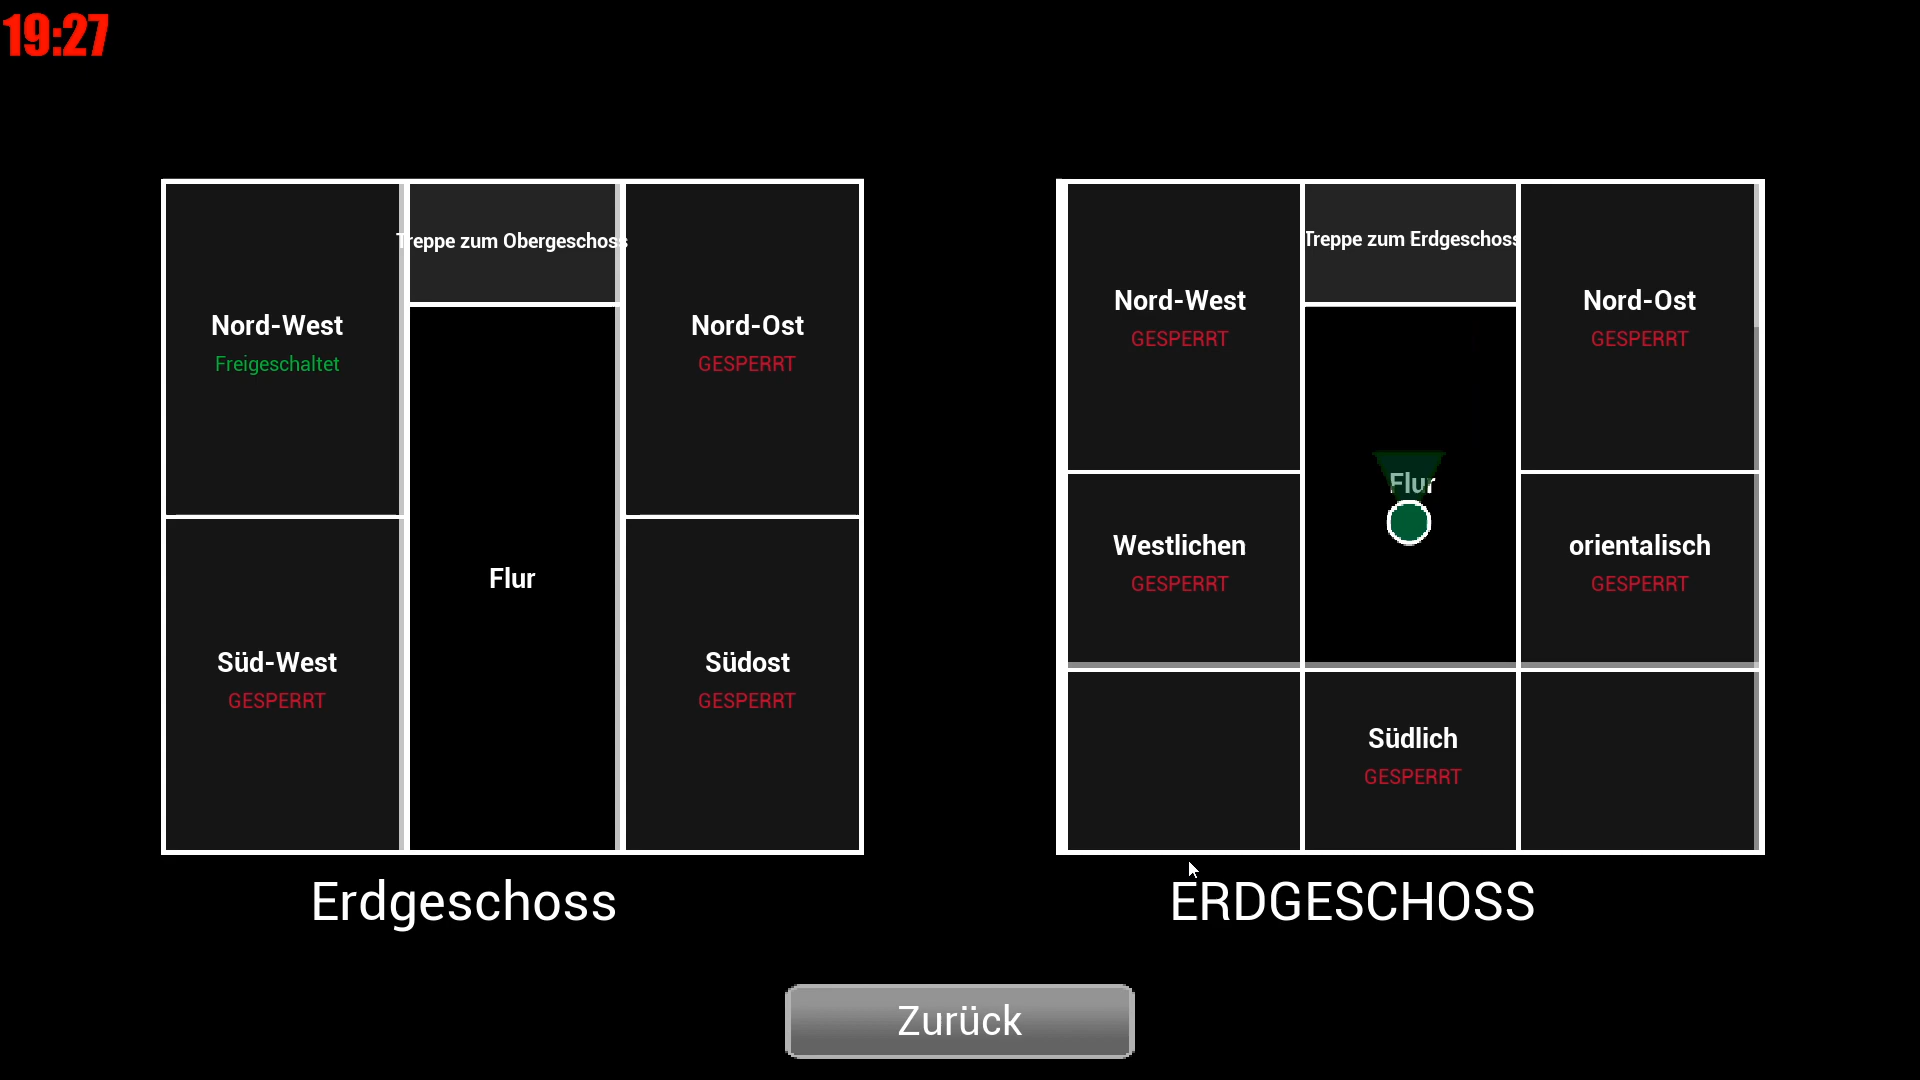 19:27
Nord-West
Freigeschaltet
Treppe zum Obergeschoss
Nord-Ost
GESPERRT
Flur
Süd-West
GESPERRT
Südost
GESPERRT
Erdgeschoss
Nord-West
GESPERRT
Treppe zum Erdgeschoss
Nord-Ost
GESPERRT
Flur
Westlichen
GESPERRT
orientalisch
GESPERRT
Südlich
GESPERRT
ERDGESCHOSS
Zurück